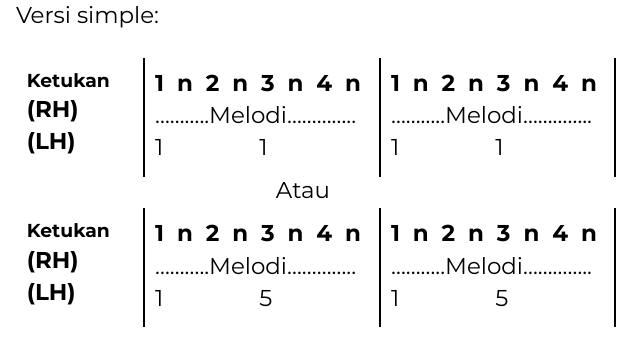 Versi simple:
Ketukan 1 n 2 n 3 n 4 n 1 n 2 n 3 n 4 n
(RH) ...........Melodi.............. ...........Melodi..............
(LH) 1 1 1 1
Atau
Ketukan 1 n 2 n 3 n 4 n 1 n 2 n 3 n 4 n
(RH) ...........Melodi.............. ...........Melodi..............
(LH) 1 5 1 5